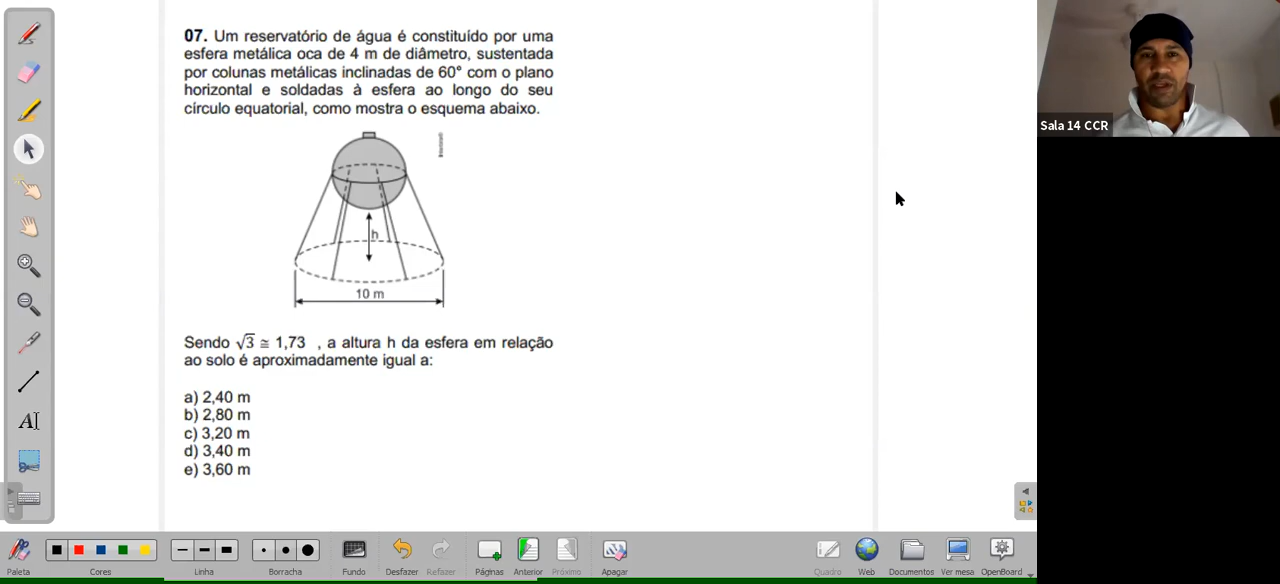 07. Um reservatório de água é constituído por uma
esfera metálica oca de 4 m de diâmetro, sustentada
por colunas metálicas inclinadas de 60° com o plano
horizontal e soldadas à esfera ao longo do seu
círculo equatorial, como mostra o esquema abaixo.
h
10 m
Sendo √3 ≅ 1,73 , a altura h da esfera em relação
ao solo é aproximadamente igual a:
a) 2,40 m
b) 2,80 m
c) 3,20 m
d) 3,40 m
e) 3,60 m
Sala 14 CCR
AI
Paleta
Cores
Linha
Borracha
Fundo
Desfazer
Refazer
Páginas
Anterior
Próximo
Apagar
Quadro
Web
Documentos
Ver mesa
OpenBoard